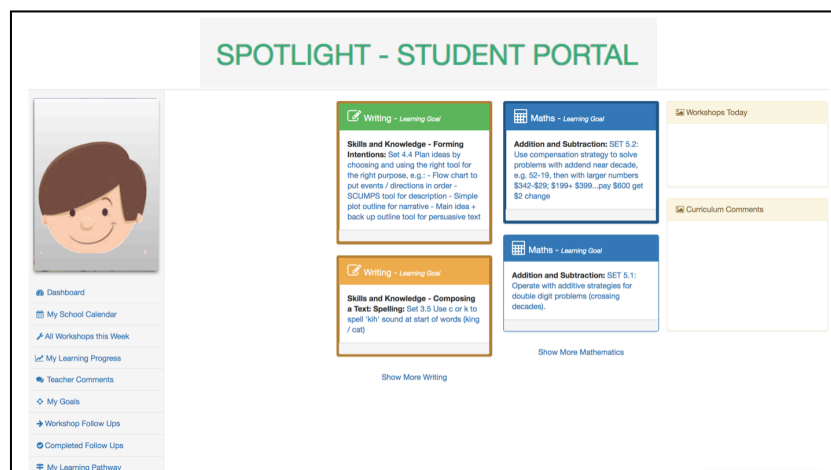 SPOTLIGHT - STUDENT PORTAL
Dashboard
My School Calendar
All Workshops this Week
My Learning Progress
Teacher Comments
My Goals
Workshop Follow Ups
Completed Follow Ups
My Learning Pathway
Writing - Learning Goal
Skills and Knowledge - Forming
Intentions: Set 4.4 Plan ideas by
choosing and using the right tool for
the right purpose, e.g.: - Flow chart to
put events / directions in order -
SCUMPS tool for description - Simple
plot outline for narrative - Main idea +
back up outline tool for persuasive text
Writing - Learning Goal
Skills and Knowledge - Composing
a Text: Spelling: Set 3.5 Use c or k to
spell 'kih' sound at start of words (king
/ cat)
Show More Writing
Maths - Learning Goal
Addition and Subtraction: SET 5.2:
Use compensation strategy to solve
problems with addend near decade,
e.g. 52-19, then with larger numbers
$342-$29; $199+ $399...pay $600 get
$2 change
Maths - Learning Goal
Addition and Subtraction: SET 5.1:
Operate with additive strategies for
double digit problems (crossing
decades).
Show More Mathematics
Workshops Today
Curriculum Comments